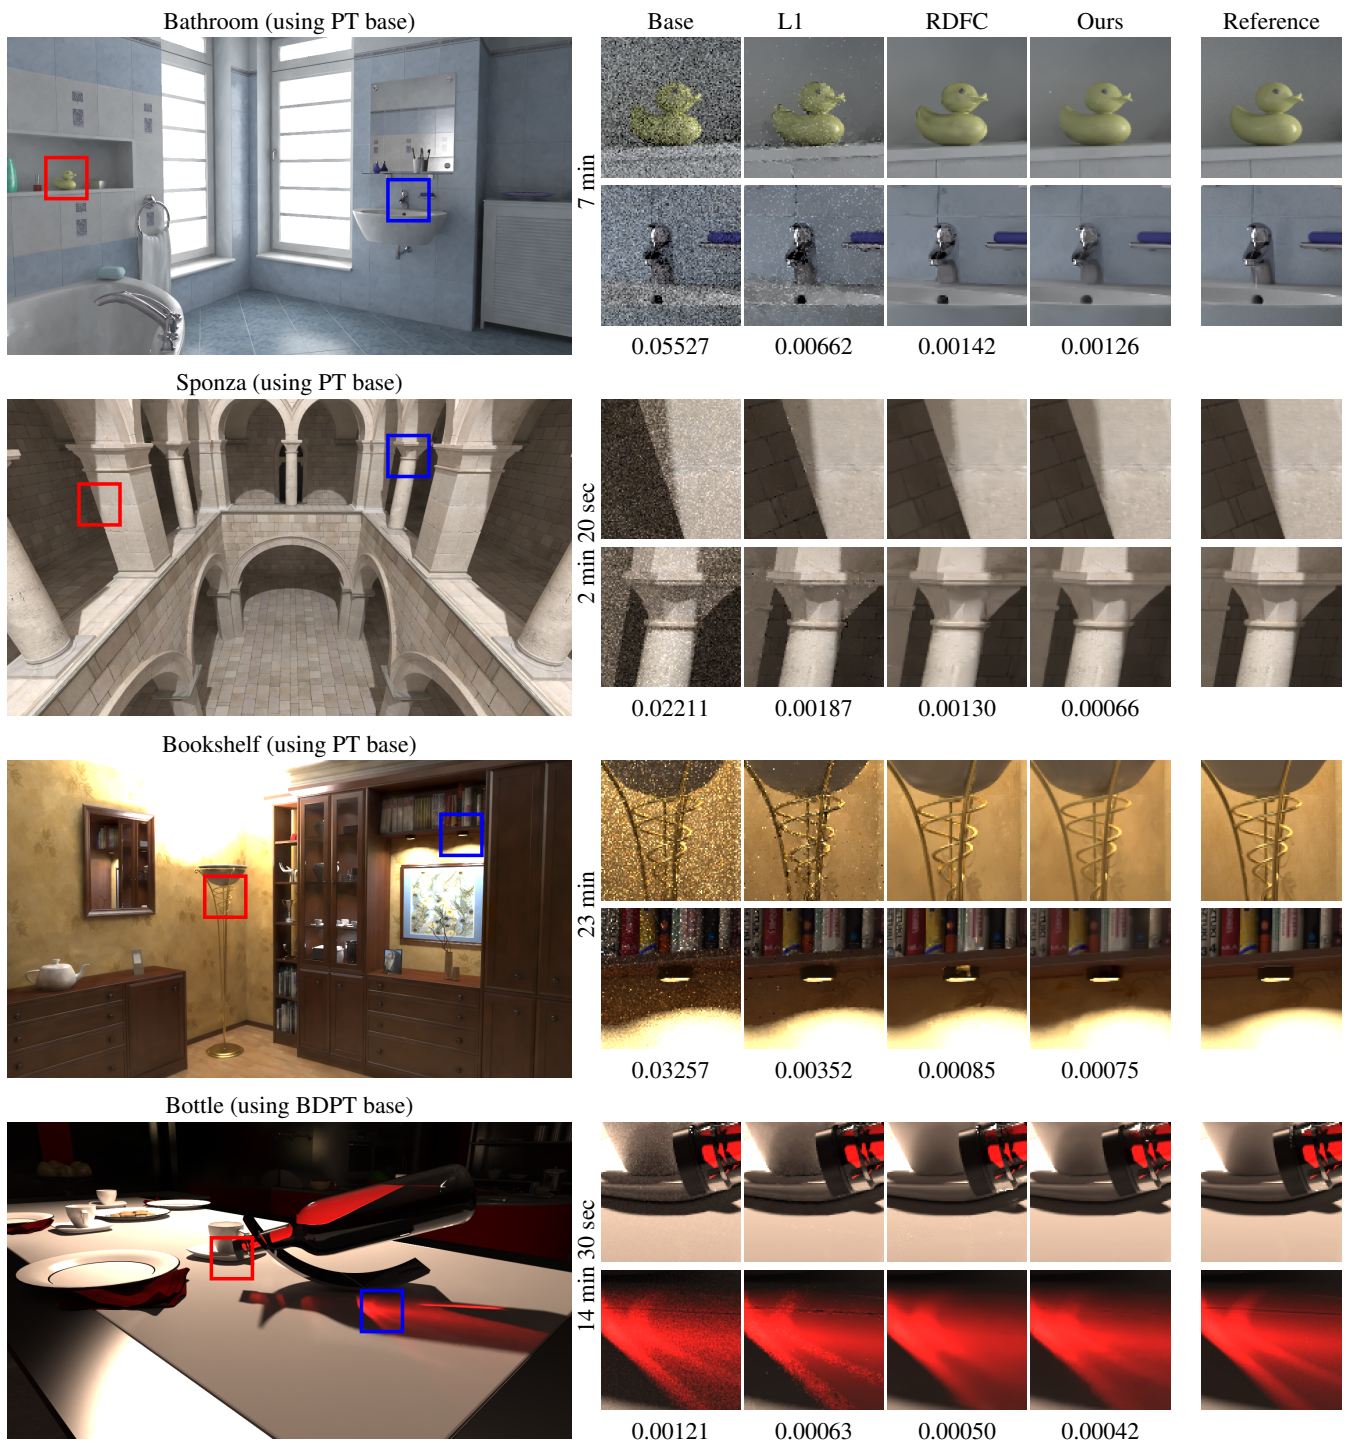 Bathroom (using PT base)
Base L1 RDFC Ours Reference
7 min
0.05527 0.00662 0.00142 0.00126
Sponza (using PT base)
2 min 20 sec
0.02211 0.00187 0.00130 0.00066
Bookshelf (using PT base)
23 min
0.03257 0.00352 0.00085 0.00075
Bottle (using BDPT base)
14 min 30 sec
0.00121 0.00063 0.00050 0.00042